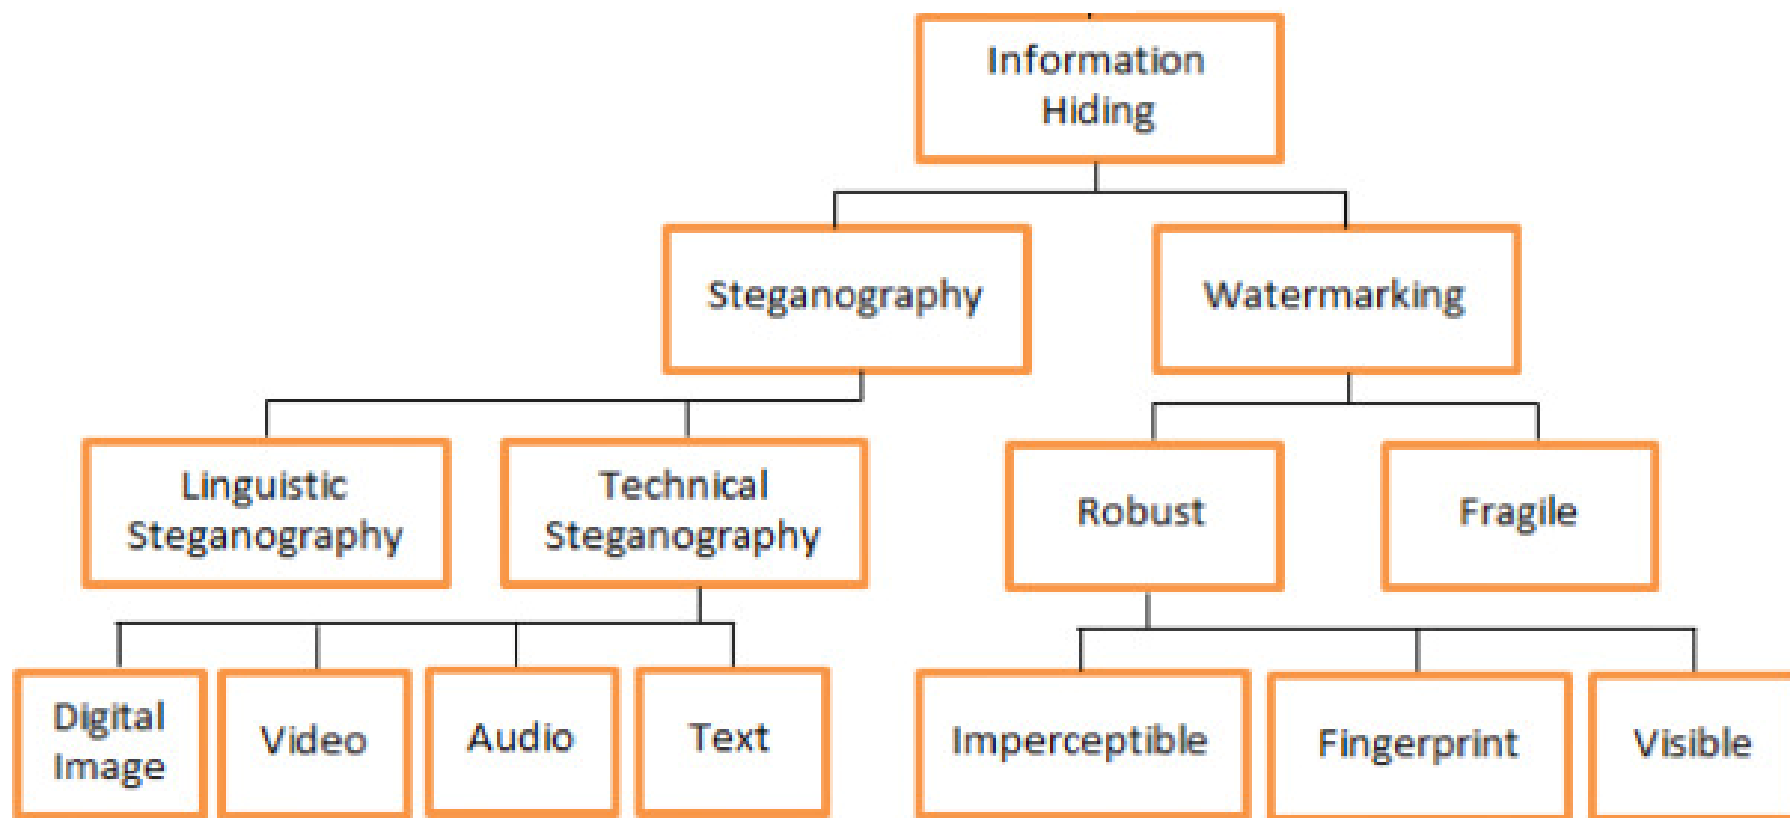 Information
Hiding
Steganography
Watermarking
Linguistic
Steganography
Technical
Steganography
Robust
Fragile
Digital
Image
Video
Audio
Text
Imperceptible
Fingerprint
Visible